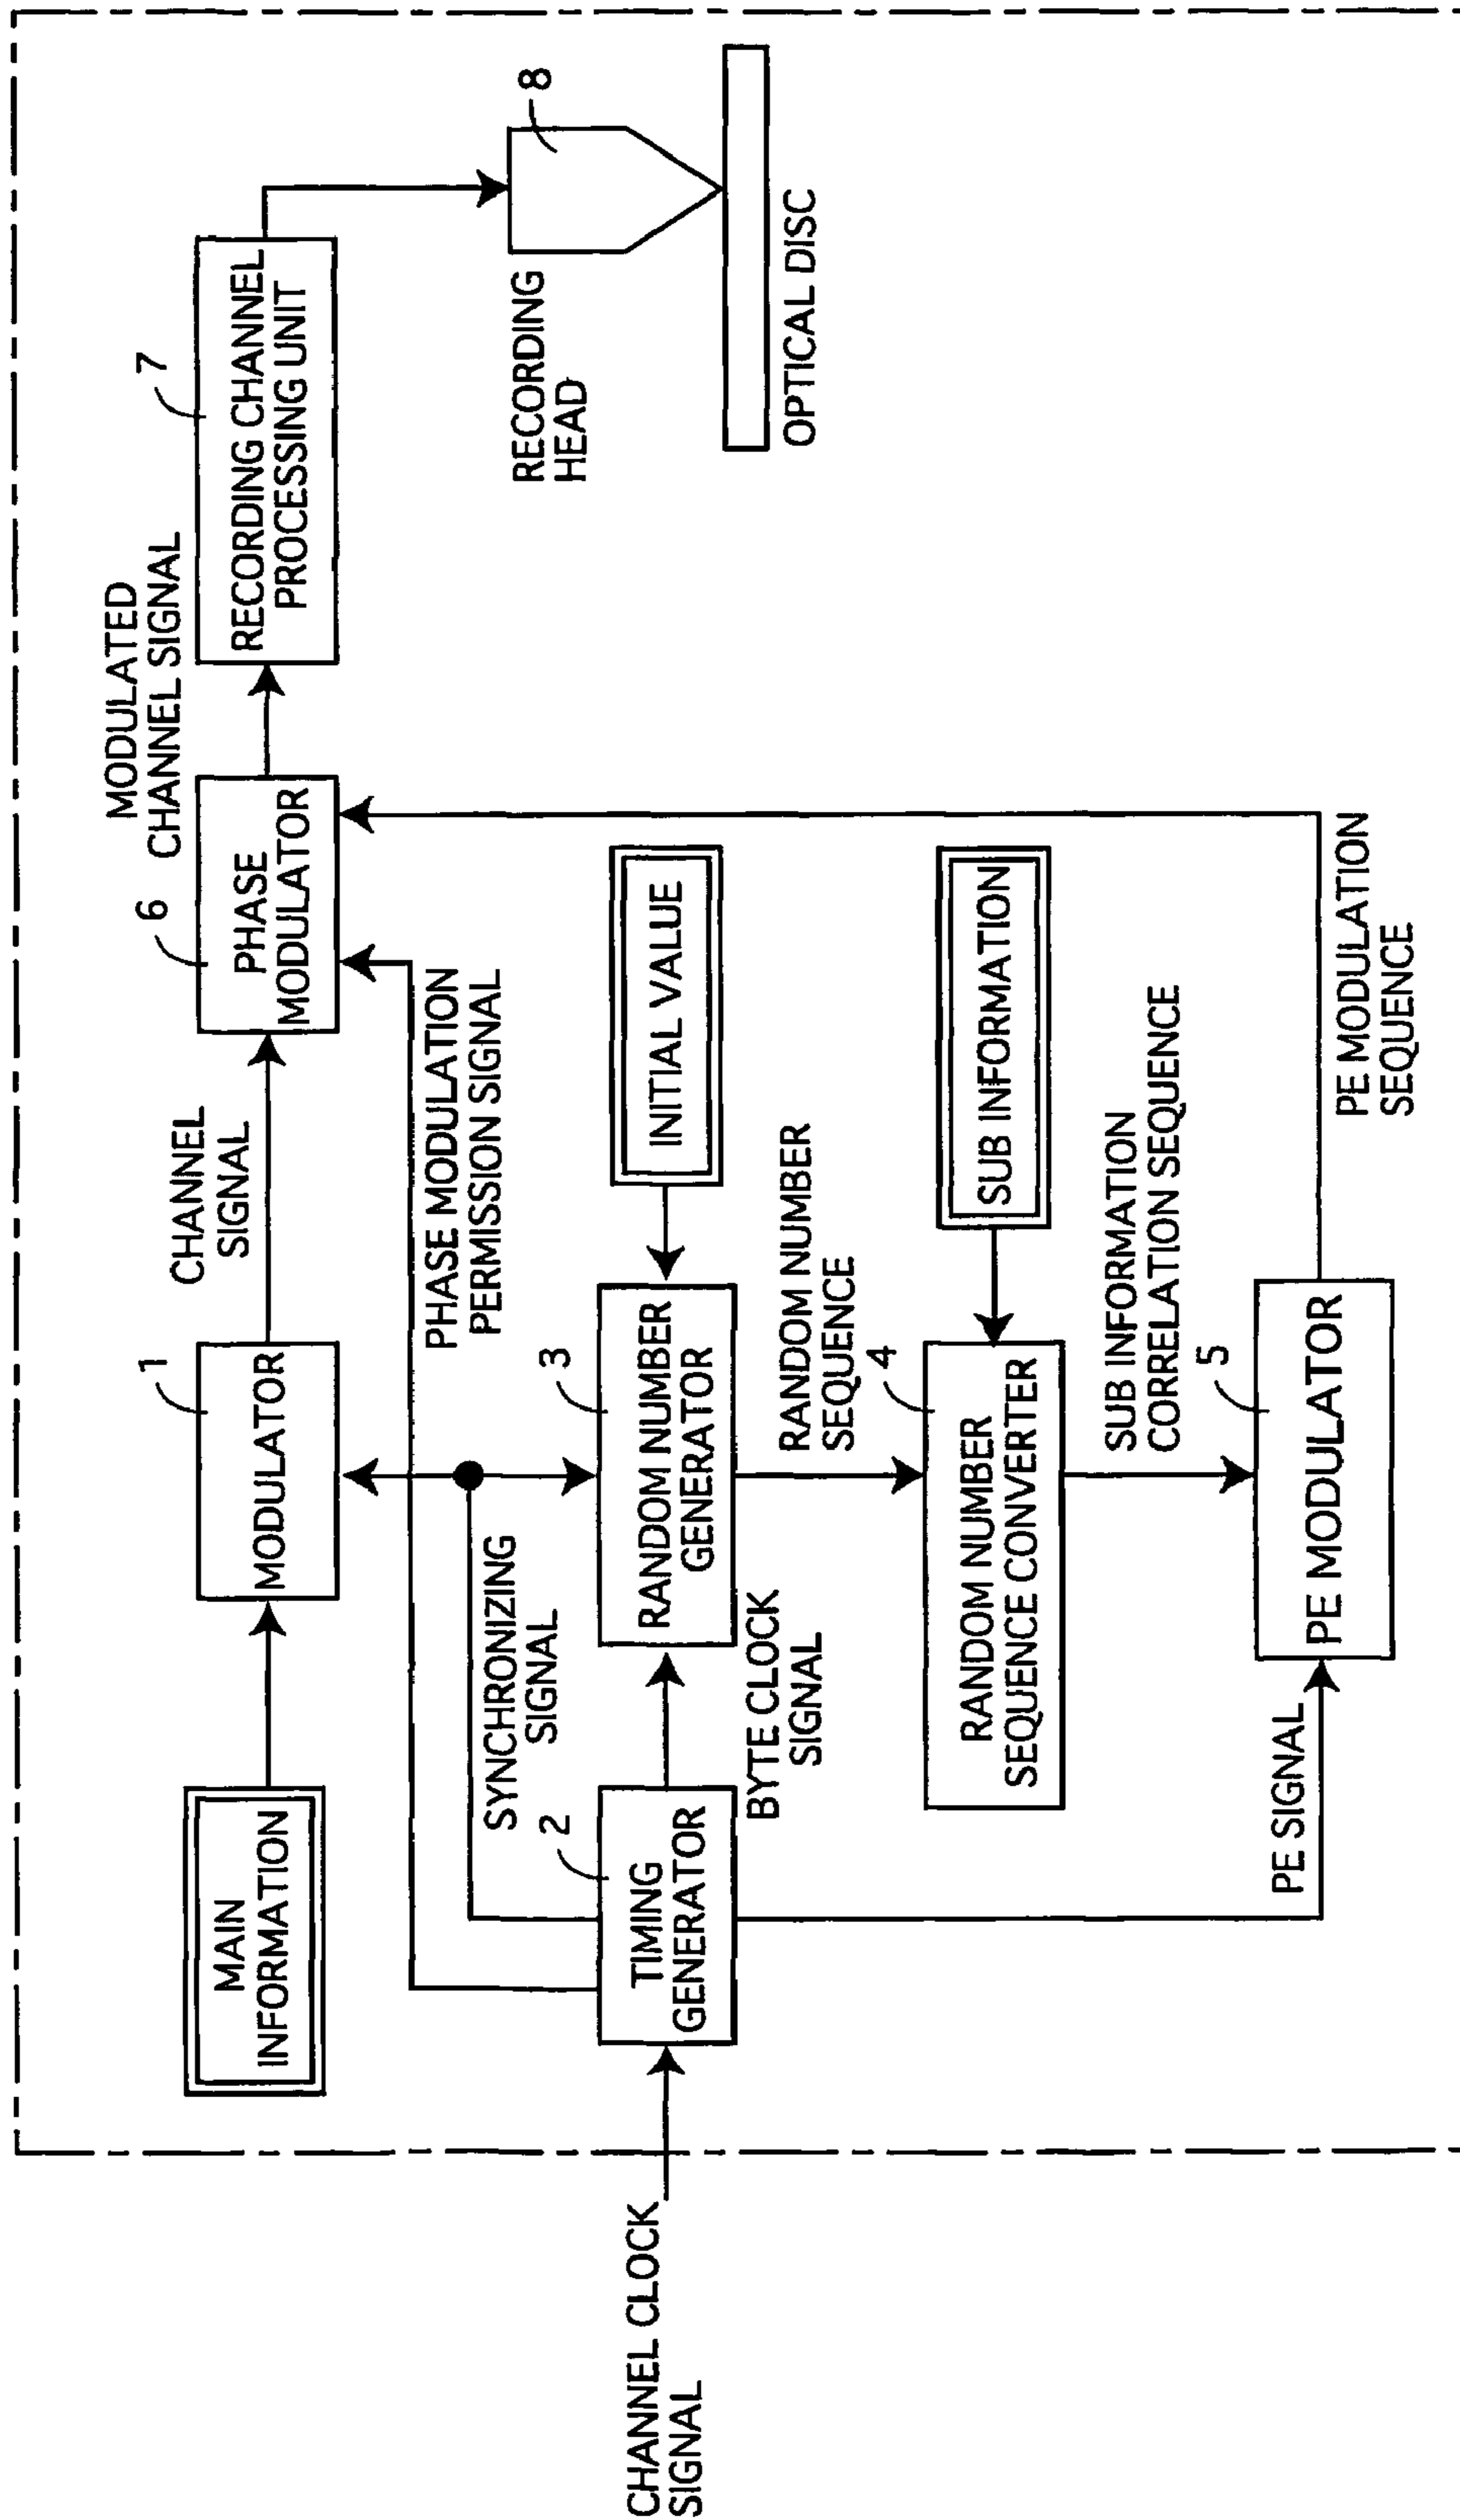 MAIN
INFORMATION
1
MODULATOR
CHANNEL
SIGNAL
6
PHASE
MODULATOR
MODULATED
CHANNEL SIGNAL
7
RECORDING CHANNEL
PROCESSING UNIT
RECORDING
HEAD
8
OPTICAL DISC
PHASE MODULATION
PERMISSION SIGNAL
SYNCHRONIZING
SIGNAL
CHANNEL CLOCK
SIGNAL
2
TIMING
GENERATOR
BYTE CLOCK
SIGNAL
3
RANDOM NUMBER
GENERATOR
INITIAL VALUE
RANDOM NUMBER
SEQUENCE
4
RANDOM NUMBER
SEQUENCE CONVERTER
SUB INFORMATION
SUB INFORMATION
CORRELATION SEQUENCE
PE SIGNAL
5
PE MODULATOR
PE MODULATION
SEQUENCE